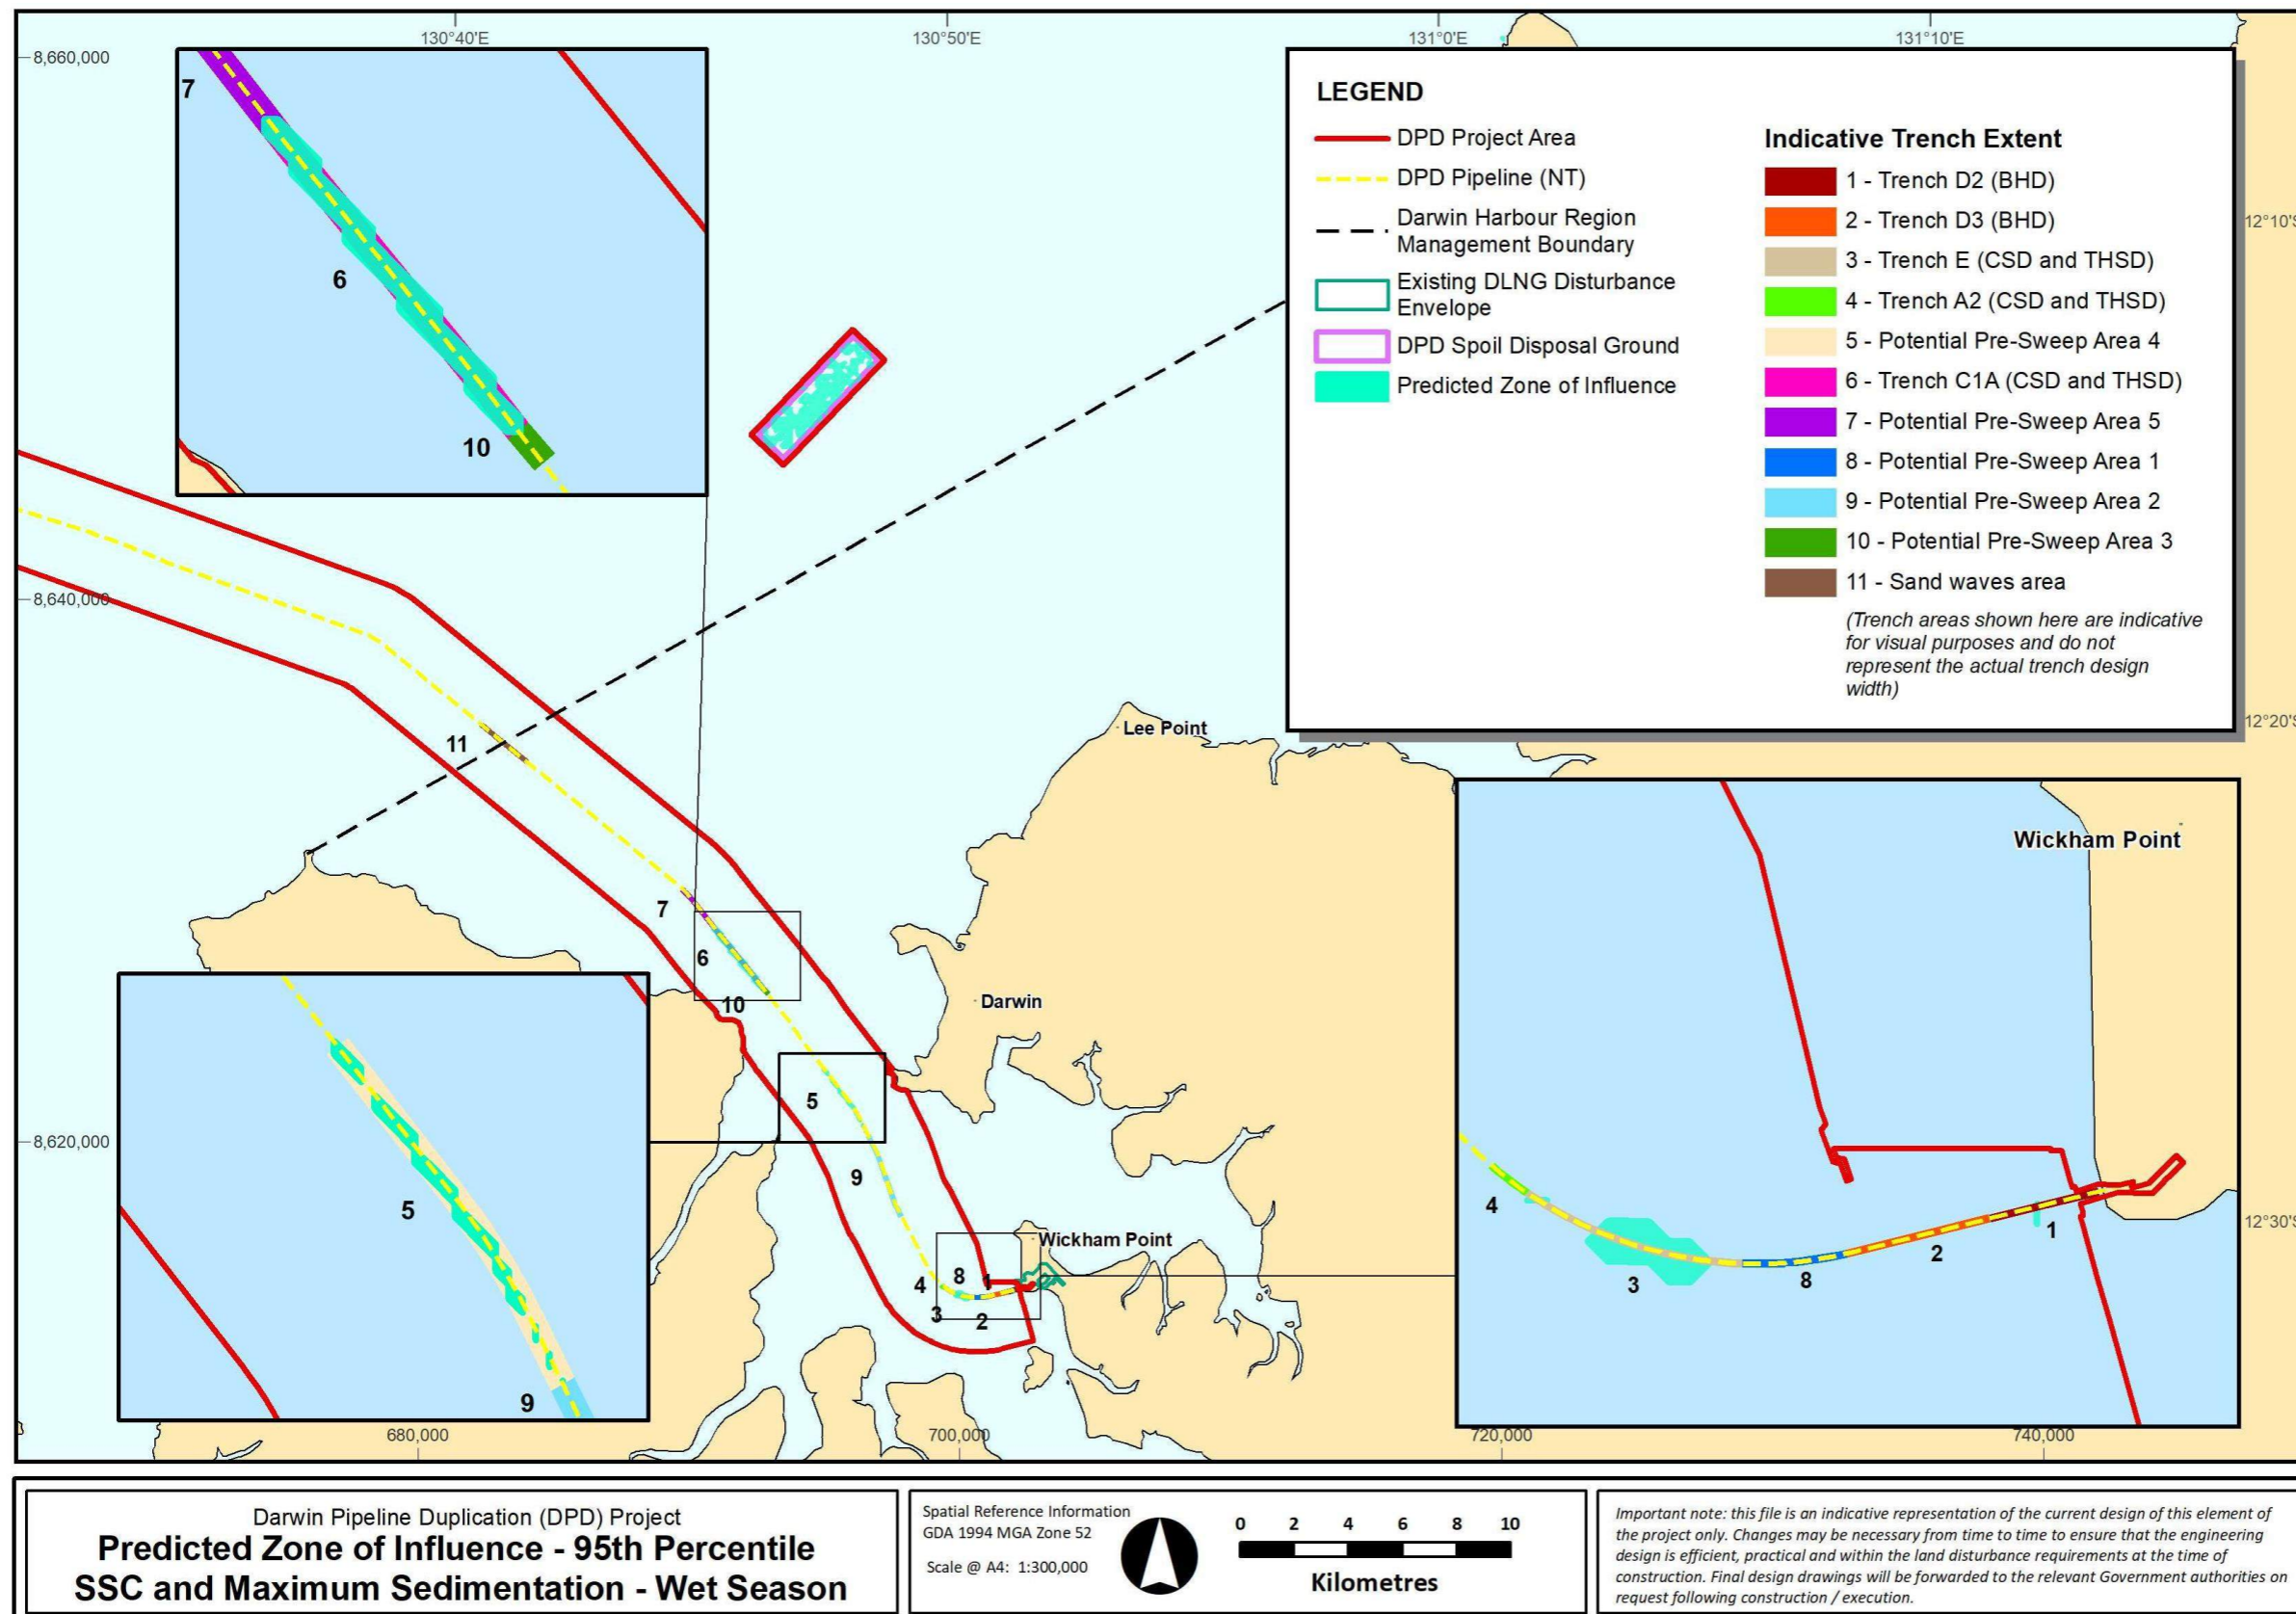 130°40'E
130°50'E
131°0'E
131°10'E
8,660,000
8,640,000
8,620,000
12°10'S
12°20'S
12°30'S
680,000
700,000
720,000
740,000
7
6
10
LEGEND
DPD Project Area
DPD Pipeline (NT)
Darwin Harbour Region
Management Boundary
Existing DLNG Disturbance
Envelope
DPD Spoil Disposal Ground
Predicted Zone of Influence
Indicative Trench Extent
1 - Trench D2 (BHD)
2 - Trench D3 (BHD)
3 - Trench E (CSD and THSD)
4 - Trench A2 (CSD and THSD)
5 - Potential Pre-Sweep Area 4
6 - Trench C1A (CSD and THSD)
7 - Potential Pre-Sweep Area 5
8 - Potential Pre-Sweep Area 1
9 - Potential Pre-Sweep Area 2
10 - Potential Pre-Sweep Area 3
11 - Sand waves area
(Trench areas shown here are indicative
for visual purposes and do not
represent the actual trench design
width)
Lee Point
11
7
6
10
Darwin
5
9
Wickham Point
4
8
1
3
2
5
9
Wickham Point
4
3
8
2
1
Darwin Pipeline Duplication (DPD) Project
Predicted Zone of Influence - 95th Percentile
SSC and Maximum Sedimentation - Wet Season
Spatial Reference Information
GDA 1994 MGA Zone 52
Scale @ A4: 1:300,000
0 2 4 6 8 10
Kilometres
Important note: this file is an indicative representation of the current design of this element of
the project only. Changes may be necessary from time to time to ensure that the engineering
design is efficient, practical and within the land disturbance requirements at the time of
construction. Final design drawings will be forwarded to the relevant Government authorities on
request following construction / execution.